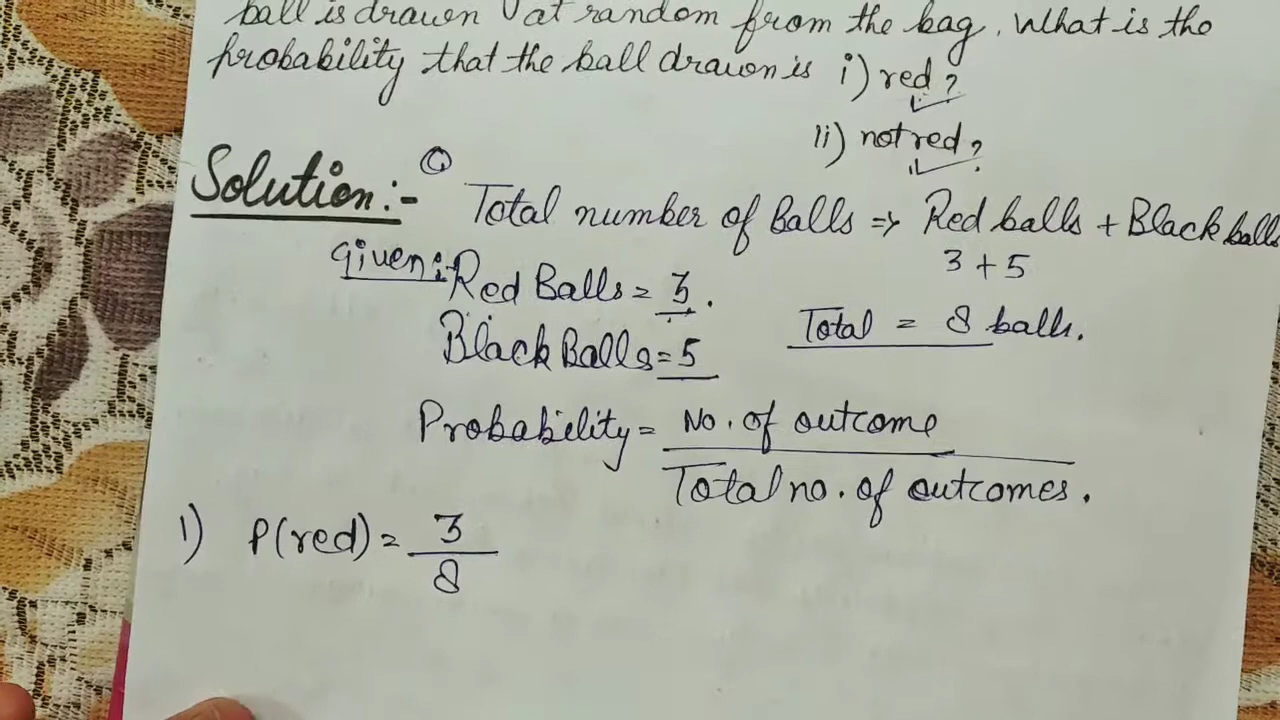 ball is drawn at random from the bag. What is the
probability that the ball drawn is i) red?
ii) not red?
Solution:-
Total number of Balls => Red balls + Black balls
3 + 5
given:-
Red Balls = 3.
Total = 8 balls.
Black Balls = 5
Probability = No. of outcome
Total no. of outcomes.
1) P(red) = 3
8